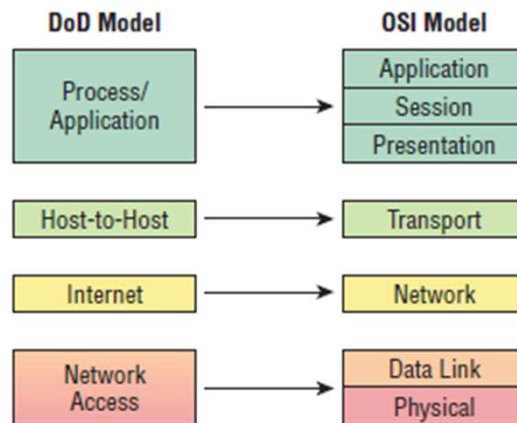 DoD Model
OSI Model
Process/
Application
Application
Session
Presentation
Host-to-Host
Transport
Internet
Network
Network
Access
Data Link
Physical